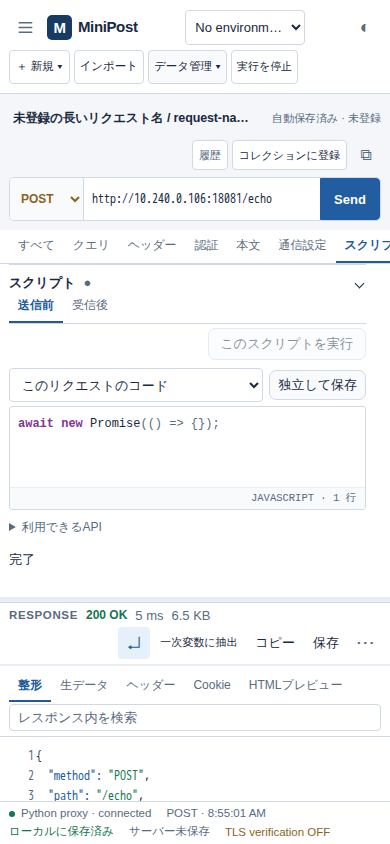 M MiniPost No environm…
＋ 新規 ▾ インポート データ管理 ▾ 実行を停止
未登録の長いリクエスト名 / request-na… 自動保存済み · 未登録
履歴 コレクションに登録
POST http://10.240.0.106:18081/echo Send
すべて クエリ ヘッダー 認証 本文 通信設定 スクリプ
スクリプト
送信前 受信後
このスクリプトを実行
このリクエストのコード 独立して保存
await new Promise(() => {});
JAVASCRIPT · 1 行
利用できるAPI
完了
RESPONSE 200 OK 5 ms 6.5 KB
一次変数に抽出 コピー 保存 ···
整形 生データ ヘッダー Cookie HTMLプレビュー
レスポンス内を検索
1 {
2 "method": "POST",
3 "path": "/echo",
Python proxy · connected POST · 8:55:01 AM
ローカルに保存済み サーバー未保存 TLS verification OFF